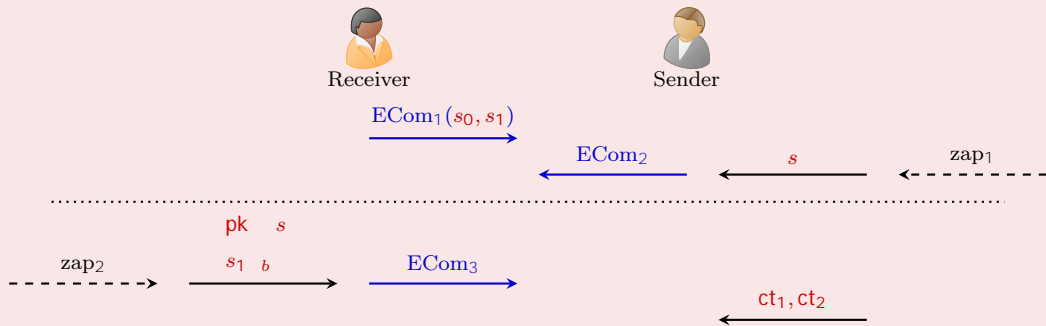 Receiver Sender
ECom₁(s₀, s₁)
ECom₂ s zap₁
pk s
zap₂ s₁ b ECom₃
ct₁, ct₂